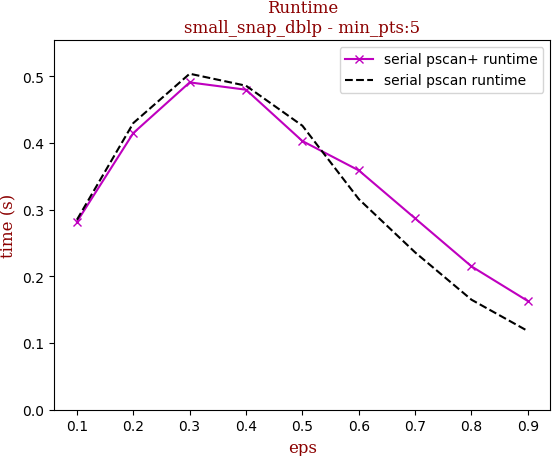 Runtime
small_snap_dblp - min_pts:5
serial pscan+ runtime
serial pscan runtime
time (s)
0.5
0.4
0.3
0.2
0.1
0.0
0.1 0.2 0.3 0.4 0.5 0.6 0.7 0.8 0.9
eps